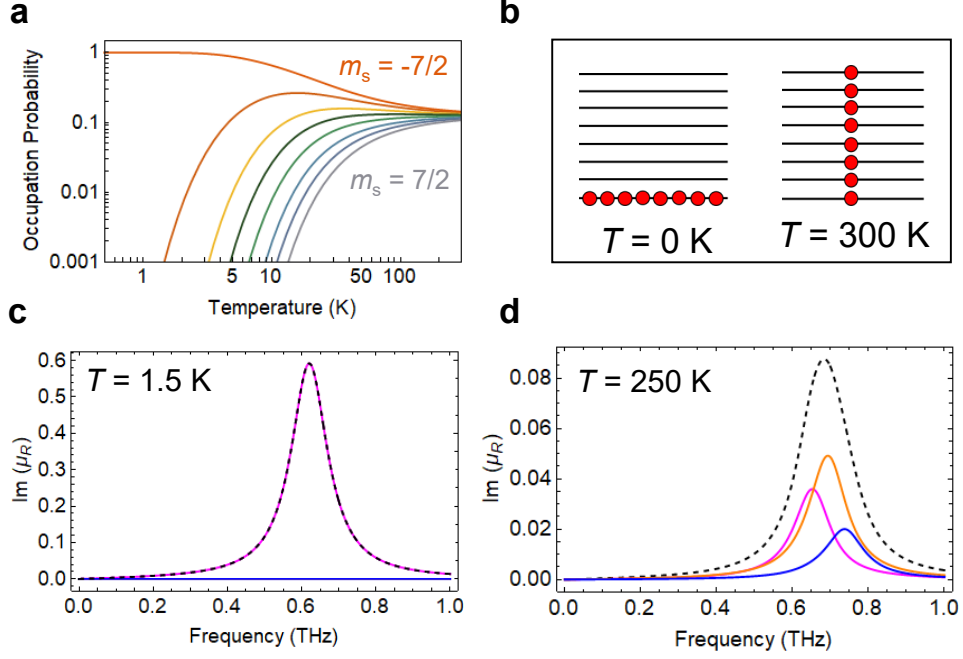 a
Occupation Probability
1
0.1
0.01
0.001
1
5
10
50
100
Temperature (K)
mₛ = -7/2
mₛ = 7/2
b
T = 0 K
T = 300 K
c
Im (μR)
0.6
0.5
0.4
0.3
0.2
0.1
0.0
0.0 0.2 0.4 0.6 0.8 1.0
Frequency (THz)
T = 1.5 K
d
Im (μR)
0.08
0.06
0.04
0.02
0.00
0.0 0.2 0.4 0.6 0.8 1.0
Frequency (THz)
T = 250 K